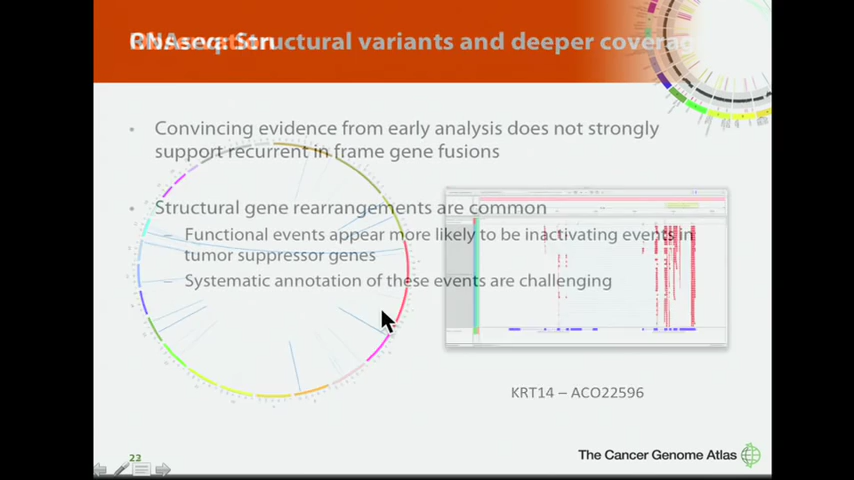 RNAseq: Structural variants and deeper coverage
• Convincing evidence from early analysis does not strongly
support recurrent in frame gene fusions
• Structural gene rearrangements are common
– Functional events appear more likely to be inactivating events in
tumor suppressor genes
– Systematic annotation of these events are challenging
KRT14 – ACO22596
The Cancer Genome Atlas